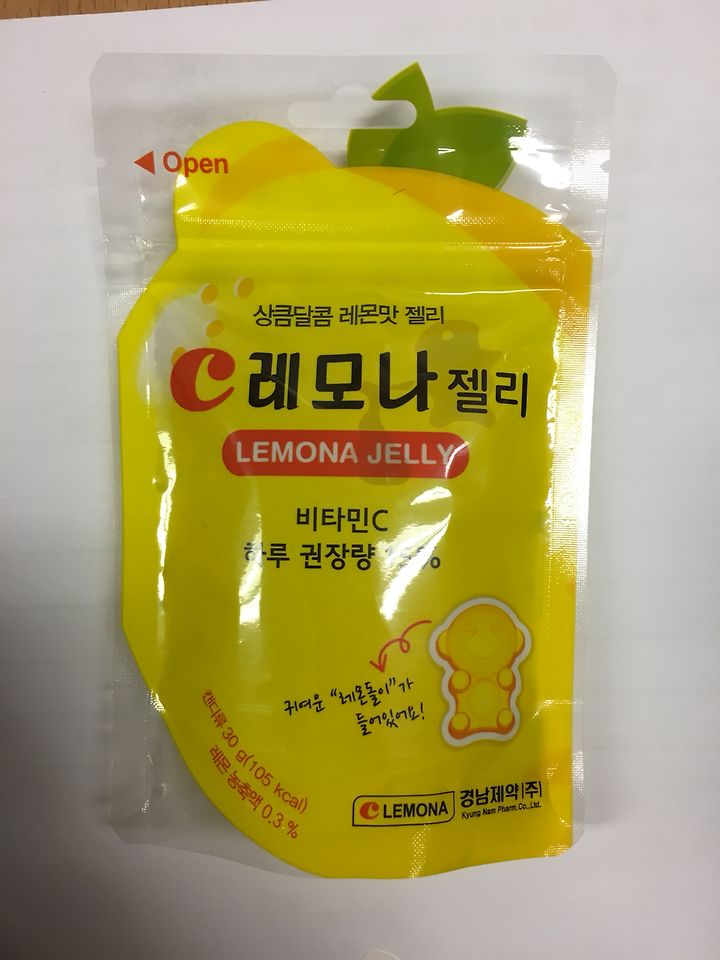 Open
상큼달콤 레몬맛 젤리
C 레모나 젤리
LEMONA JELLY
비타민C
하루 권장량
귀여운 "레몬돌이"가
들어있어요!
캔디류 30 g(105 kcal)
레몬 농축액 0.3 %
C LEMONA 경남제약(주)
Kyung Nam Pharm.Co.,Ltd.